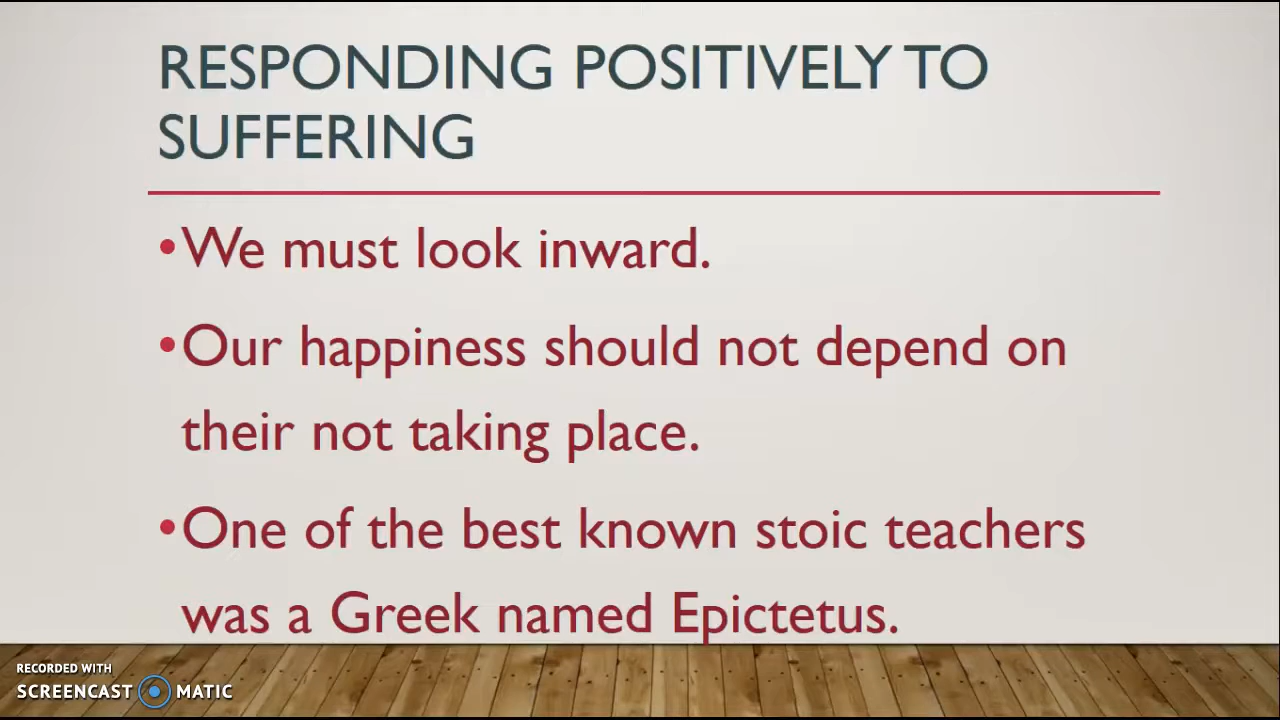 RESPONDING POSITIVELY TO
SUFFERING
•We must look inward.
•Our happiness should not depend on
their not taking place.
•One of the best known stoic teachers
was a Greek named Epictetus.
RECORDED WITH
SCREENCAST MATIC